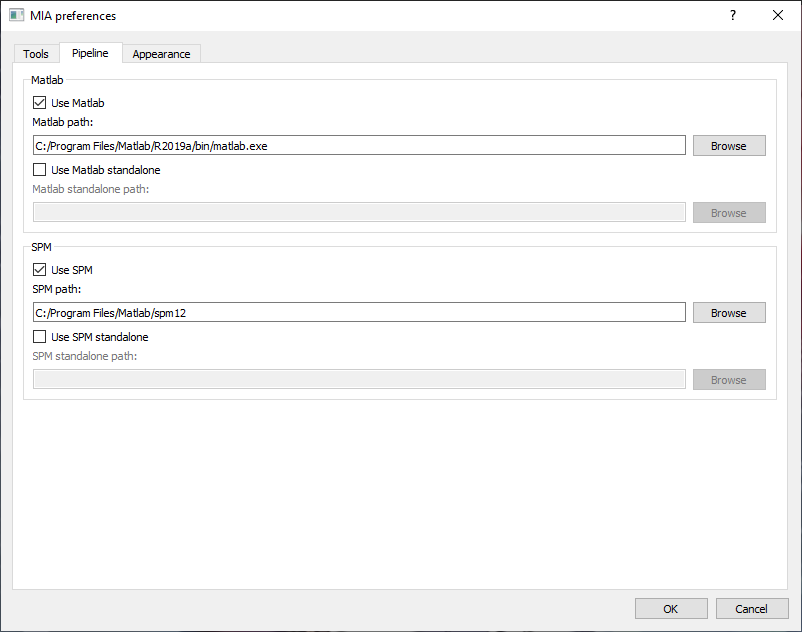 MIA preferences ?
Tools Pipeline Appearance
Matlab
Use Matlab
Matlab path:
C:/Program Files/Matlab/R2019a/bin/matlab.exe Browse
Use Matlab standalone
Matlab standalone path:
Browse
SPM
Use SPM
SPM path:
C:/Program Files/Matlab/spm12 Browse
Use SPM standalone
SPM standalone path:
Browse
OK Cancel